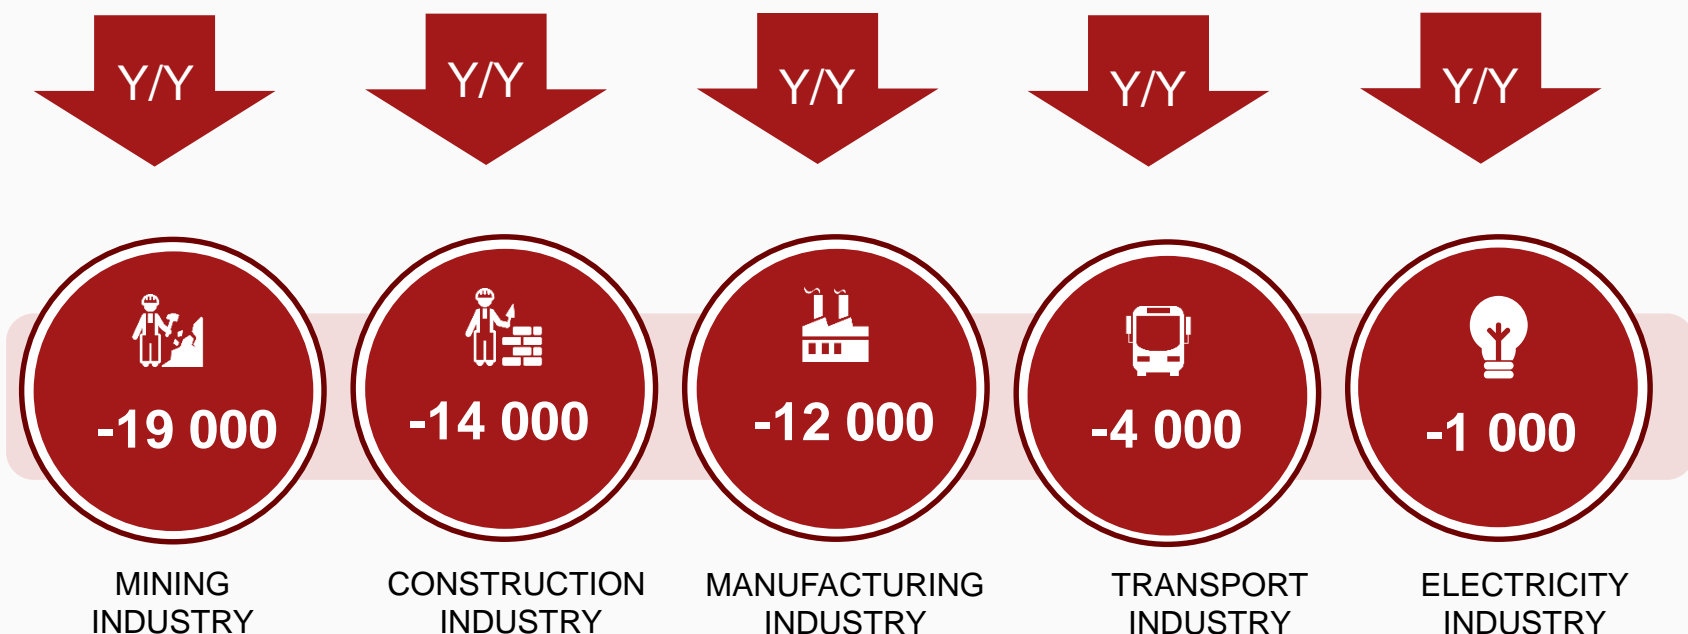 Y/Y
Y/Y
Y/Y
Y/Y
Y/Y
-19 000
-14 000
-12 000
-4 000
-1 000
MINING
INDUSTRY
CONSTRUCTION
INDUSTRY
MANUFACTURING
INDUSTRY
TRANSPORT
INDUSTRY
ELECTRICITY
INDUSTRY